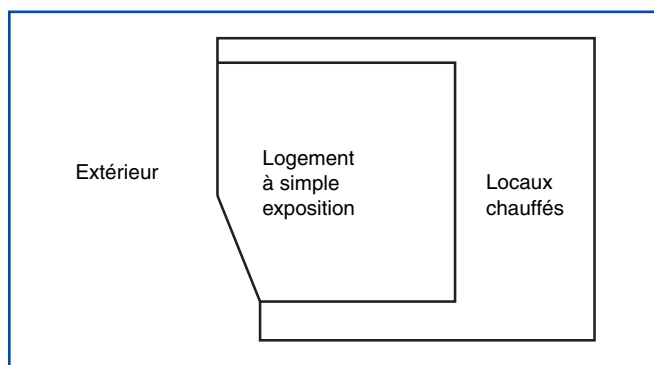 Extérieur
Logement
à simple
exposition
Locaux
chauffés